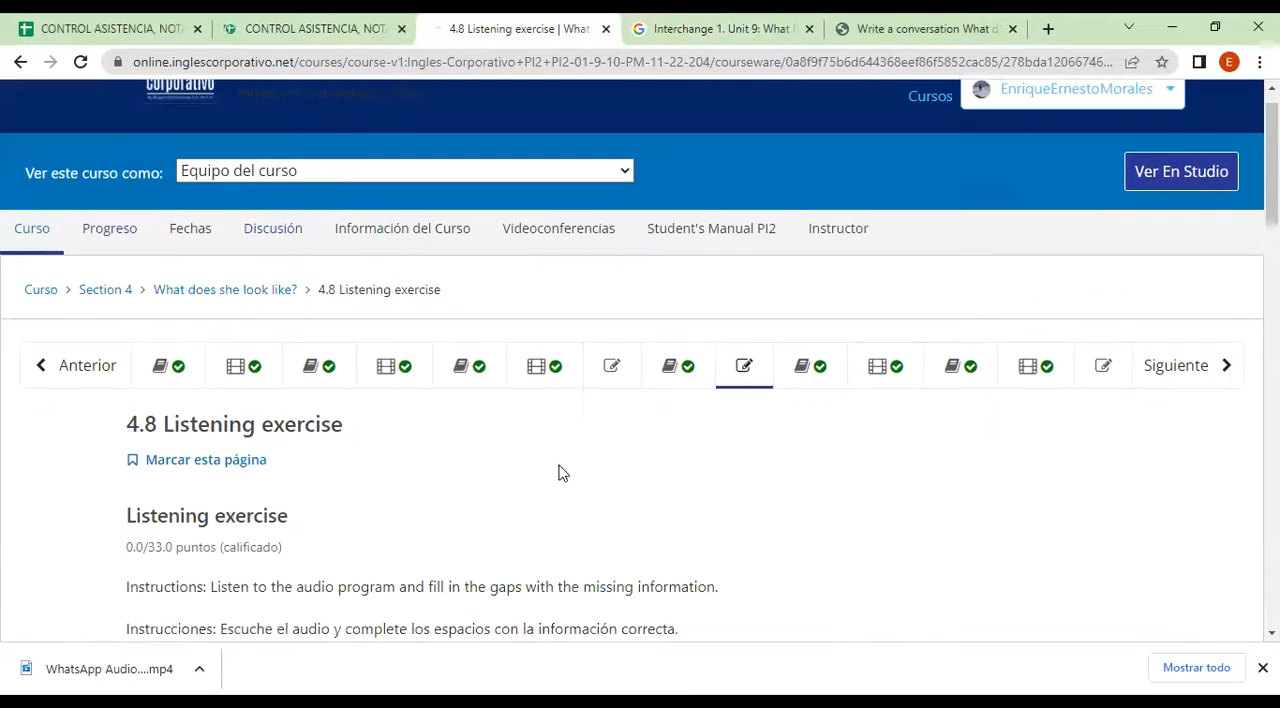 CONTROL ASISTENCIA, NOT
CONTROL ASISTENCIA, NOT
4.8 Listening exercise | What
Interchange 1. Unit 9: What
Write a conversation What d
online.inglescorporativo.net/courses/course-v1:Ingles-Corporativo+PI2+PI2-01-9-10-PM-11-22-204/courseware/0a8f9f75b6d644368eef86f5852cac85/278bda12066746...
E
corporativo
Cursos
EnriqueErnestoMorales
Ver este curso como:
Equipo del curso
Ver En Studio
Curso
Progreso
Fechas
Discusión
Información del Curso
Videoconferencias
Student's Manual PI2
Instructor
Curso > Section 4 > What does she look like? > 4.8 Listening exercise
Anterior
Siguiente
4.8 Listening exercise
Marcar esta página
Listening exercise
0.0/33.0 puntos (calificado)
Instructions: Listen to the audio program and fill in the gaps with the missing information.
Instrucciones: Escuche el audio y complete los espacios con la información correcta.
WhatsApp Audio....mp4
Mostrar todo